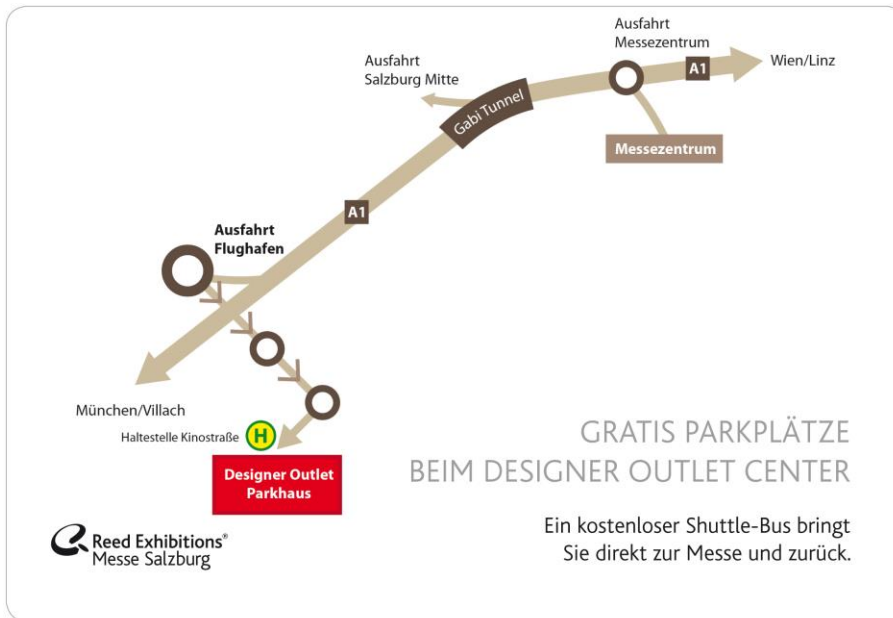 Ausfahrt
Messezentrum
Ausfahrt
Salzburg Mitte
Wien/Linz
A1
Gabi Tunnel
Messezentrum
A1
Ausfahrt
Flughafen
München/Villach
Haltestelle Kinostraße
H
Designer Outlet
Parkhaus
GRATIS PARKPLÄTZE
BEIM DESIGNER OUTLET CENTER
Ein kostenloser Shuttle-Bus bringt
Sie direkt zur Messe und zurück.
Reed Exhibitions®
Messe Salzburg